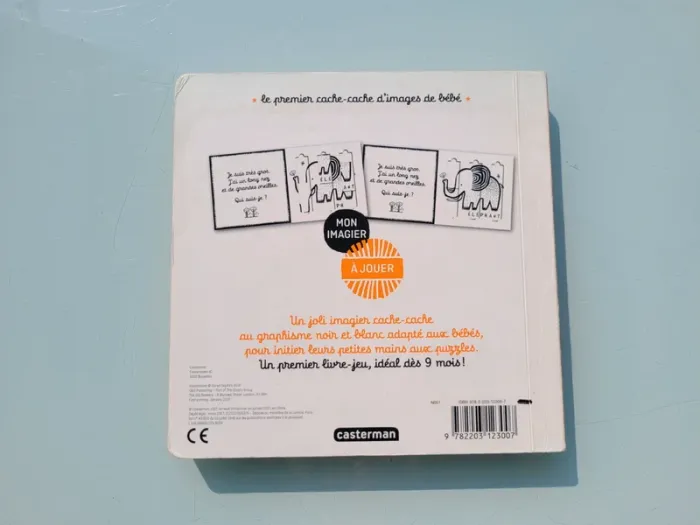 le premier cache-cache d'images de bébé
Je suis très gros.
J'ai un long nez
et de grandes oreilles.
Qui suis-je ?
Je suis très gros.
J'ai un long nez
et de grandes oreilles.
Qui suis-je ?
ELEPHANT
MON
IMAGIER
À JOUER
Un joli imagier cache-cache
au graphisme noir et blanc adapté aux bébés,
pour initier leurs petites mains aux puzzles.
Un premier livre-jeu, idéal dès 9 mois !
CE
casterman
9 782203 123007